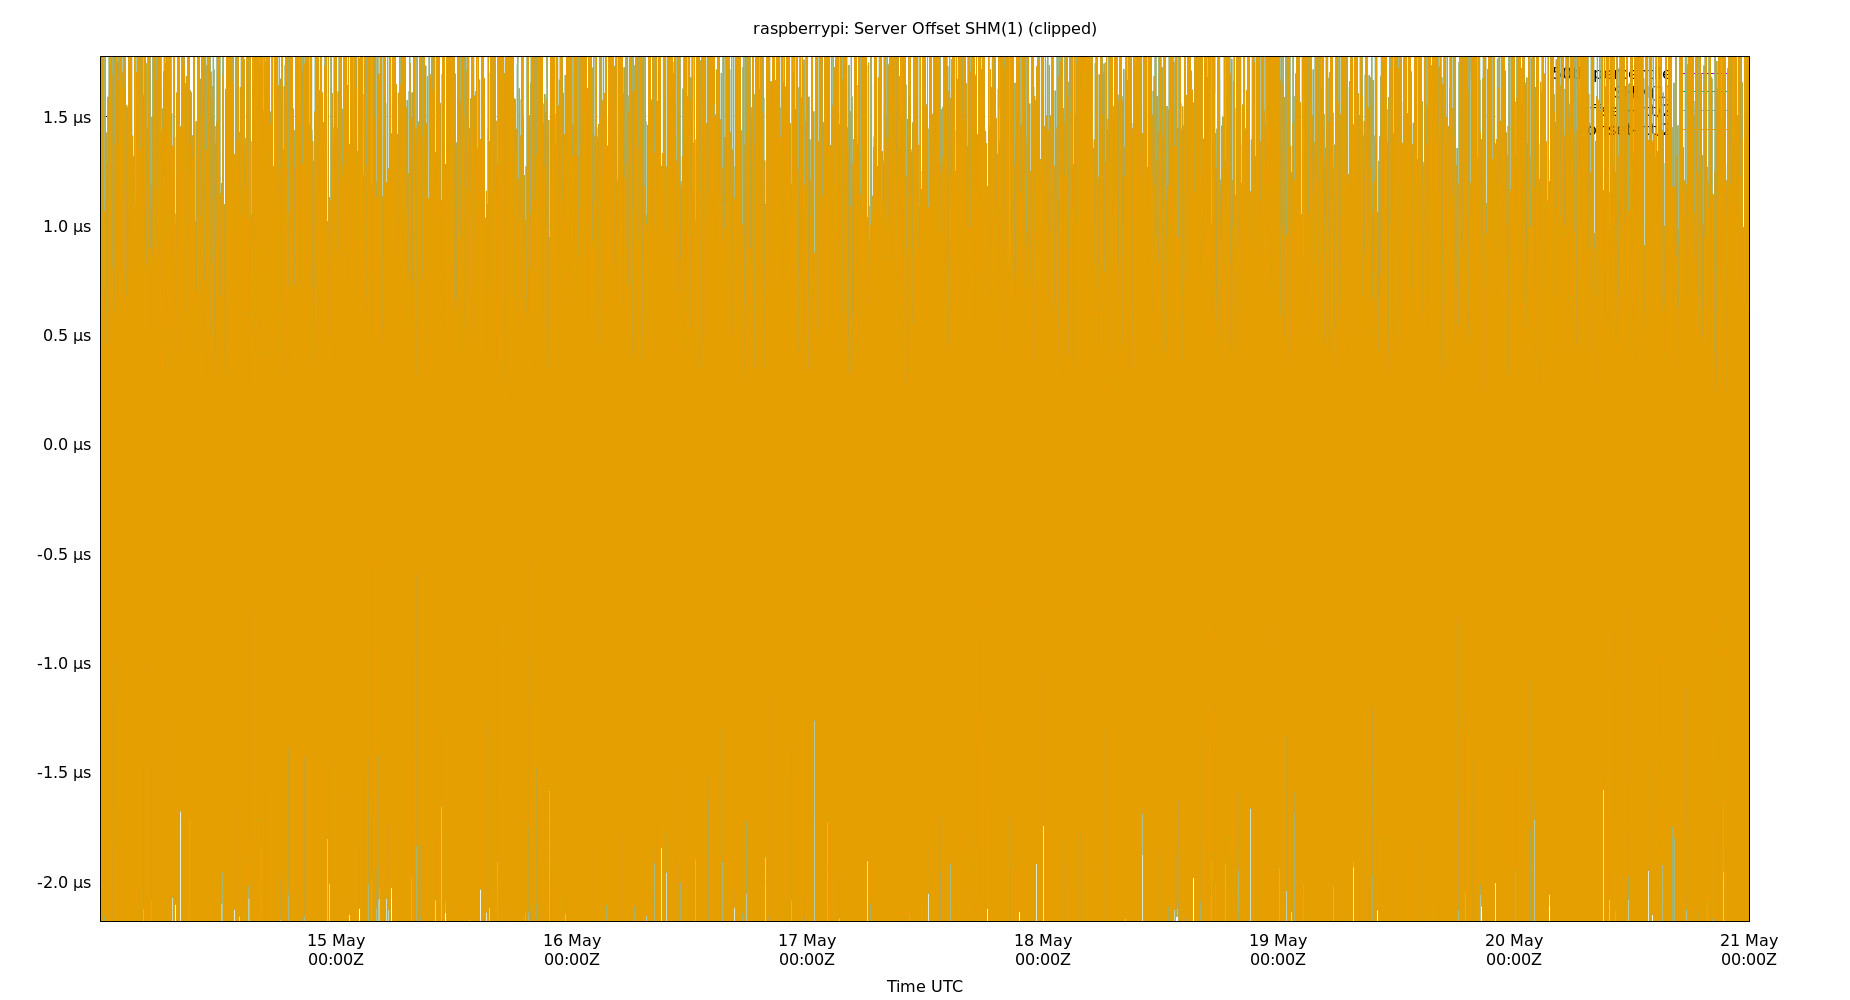 raspberrypi: Server Offset SHM(1) (clipped)
1.5 µs
1.0 µs
0.5 µs
0.0 µs
-0.5 µs
-1.0 µs
-1.5 µs
-2.0 µs
15 May 00:00Z
16 May 00:00Z
17 May 00:00Z
18 May 00:00Z
19 May 00:00Z
20 May 00:00Z
21 May 00:00Z
Time UTC